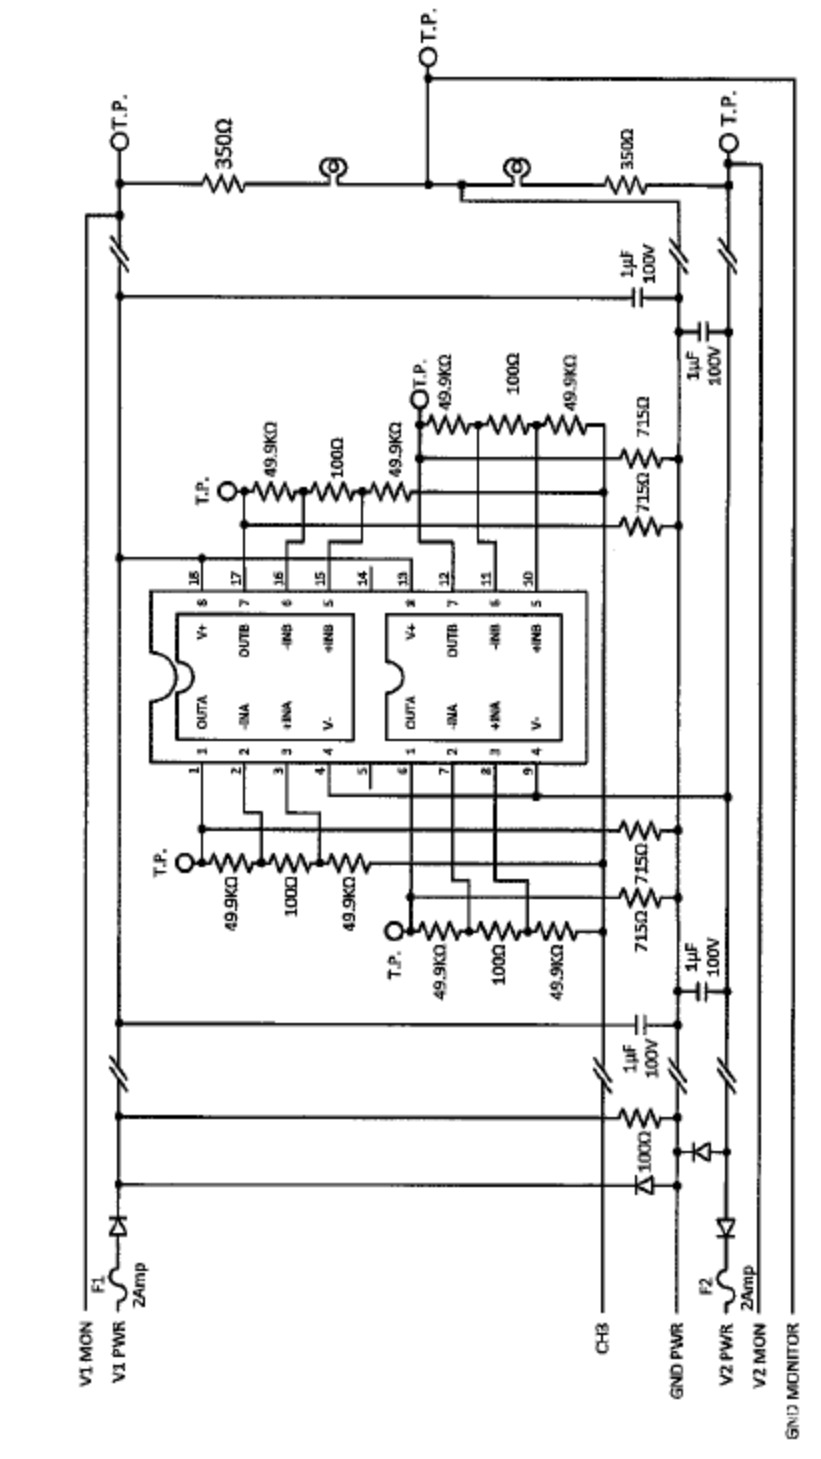 T.P.
T.P.
T.P.
350Ω
350Ω
1µF
100V
1µF
100V
T.P.
49.9KΩ
100Ω
49.9KΩ
T.P.
49.9KΩ
100Ω
49.9KΩ
715Ω
715Ω
18
17
16
15
14
13
12
11
10
8
7
6
5
8
7
6
5
V+
OUTB
-INB
+INB
V+
OUTB
-INB
+INB
OUTA
-INA
+INA
V-
OUTA
-INA
+INA
V-
1
2
3
4
1
2
3
4
1
2
3
4
5
6
7
8
9
T.P.
49.9KΩ
100Ω
49.9KΩ
T.P.
49.9KΩ
100Ω
49.9KΩ
715Ω
715Ω
1µF
100V
1µF
100V
100Ω
F1
2Amp
F2
2Amp
V1 MON
V1 PWR
CH3
GND PWR
V2 PWR
V2 MON
GND MONITOR